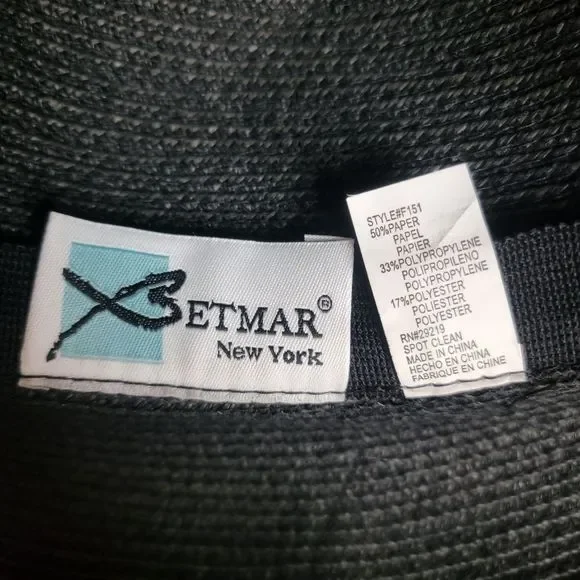 BETMAR®
New York
STYLE#F151
50%PAPER
PAPEL
PAPIER
33%POLYPROPYLENE
POLIPROPILENO
POLYPROPYLENE
17%POLYESTER
POLIESTER
POLYESTER
RN#29219
SPOT CLEAN
MADE IN CHINA
HECHO EN CHINA
FABRIQUE EN CHINE